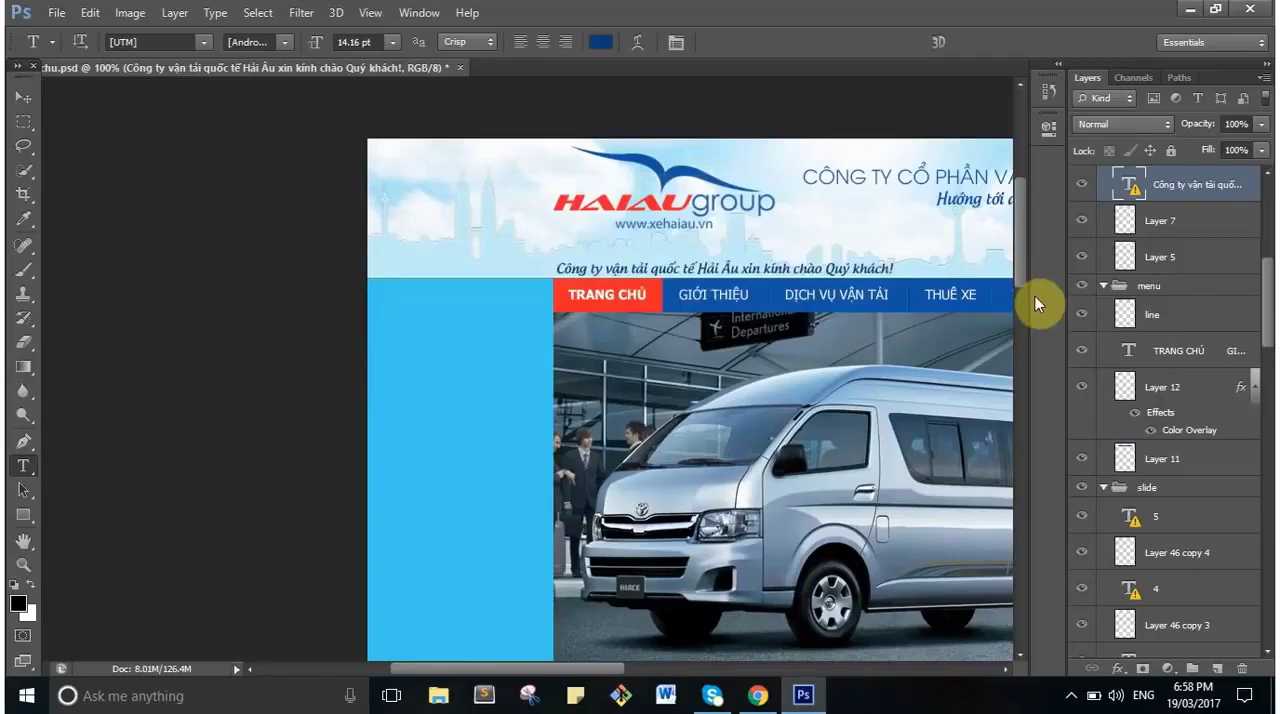 Ps File Edit Image Layer Type Select Filter 3D View Window Help
T [UTM] [Andro... 14.16 pt aa Crisp 3D Essentials
chu.psd @ 100% (Công ty vận tải quốc tế Hải Âu xin kính chào Quý khách!, RGB/8) *
Layers Channels Paths
Kind
Normal Opacity: 100%
Lock: Fill: 100%
Công ty vận tải quố...
Layer 7
Layer 5
menu
line
TRANG CHỦ GI...
Layer 12 fx
Effects
Color Overlay
Layer 11
slide
5
Layer 46 copy 4
4
Layer 46 copy 3
HAIAUgroup
www.xehaiau.vn
CÔNG TY CỔ PHẦN
Hướng tới
Công ty vận tải quốc tế Hải Âu xin kính chào Quý khách!
TRANG CHỦ GIỚI THIỆU DỊCH VỤ VẬN TẢI THUÊ XE
International
Departures
HIACE
Doc: 8.01M/126.4M
Ask me anything
ENG
6:58 PM
19/03/2017